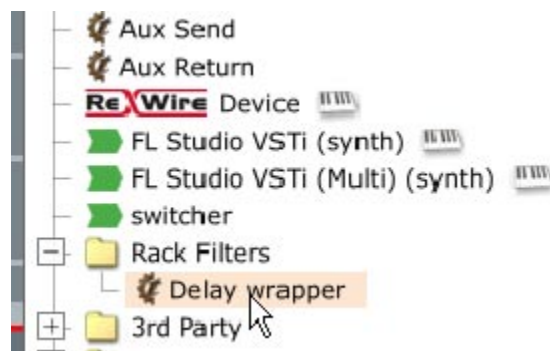 Aux Send
Aux Return
ReWire Device
FL Studio VSTi (synth)
FL Studio VSTi (Multi) (synth)
switcher
Rack Filters
Delay wrapper
3rd Party